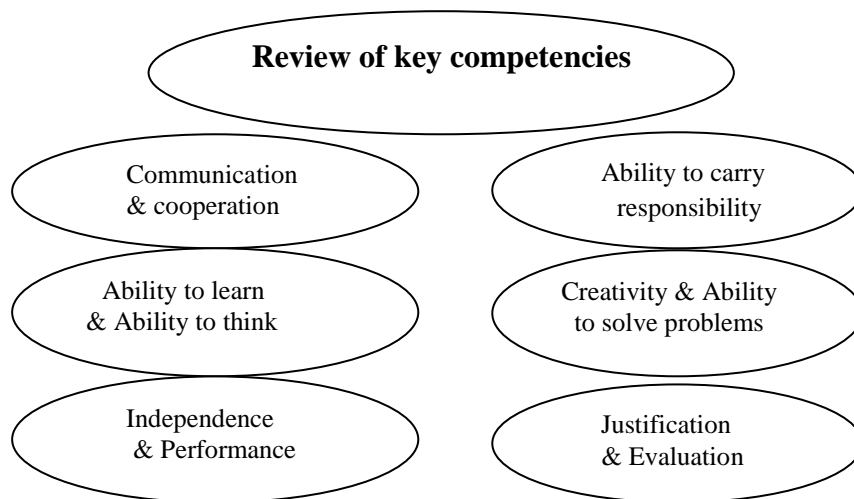 Review of key competencies
Communication
& cooperation
Ability to carry
responsibility
Ability to learn
& Ability to think
Creativity & Ability
to solve problems
Independence
& Performance
Justification
& Evaluation